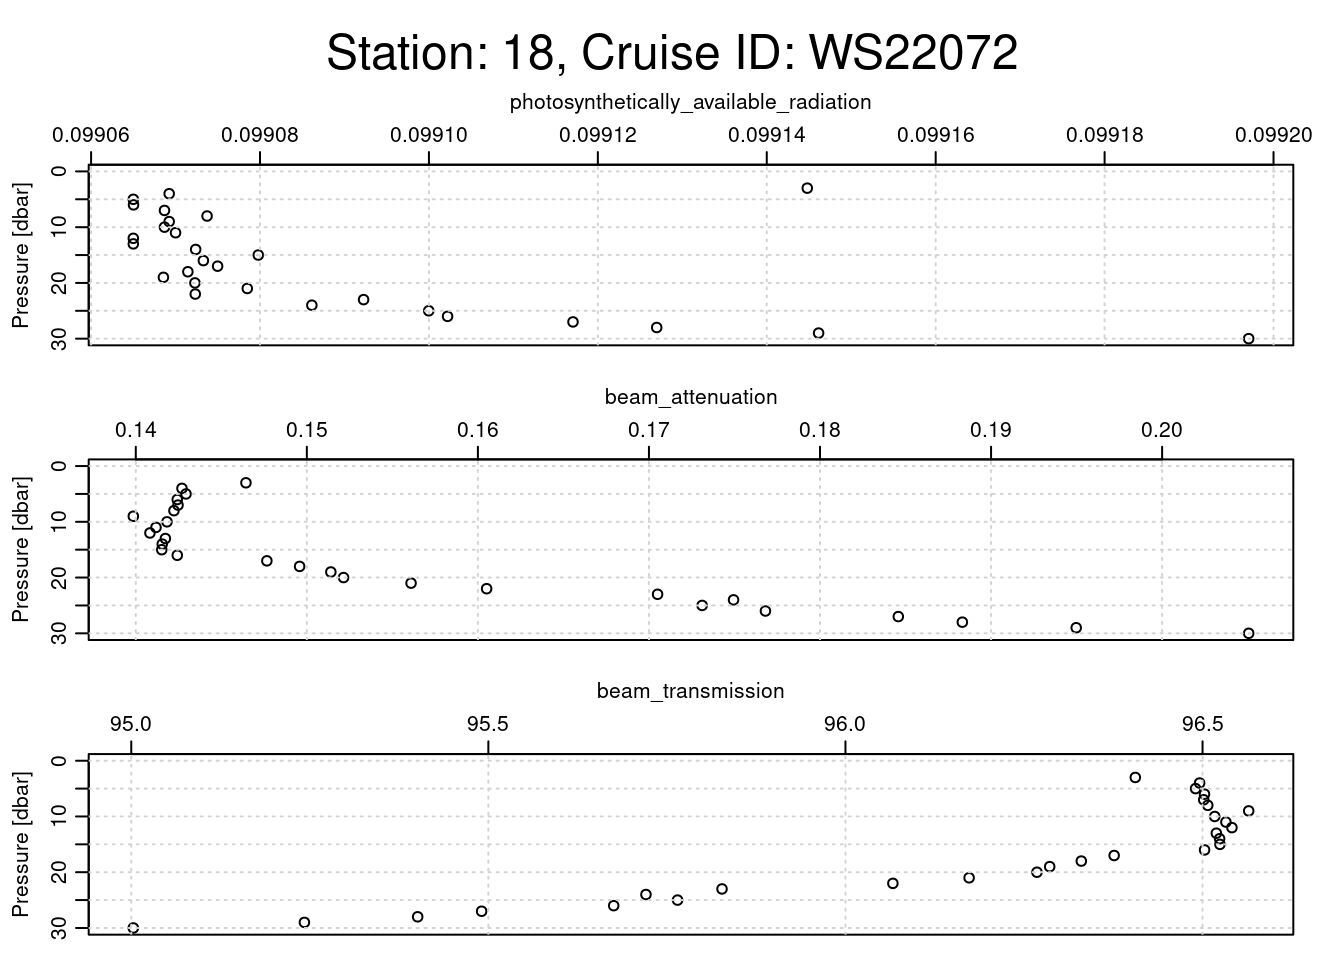 Station: 18, Cruise ID: WS22072
photosynthetically_available_radiation
0.09906 0.09908 0.09910 0.09912 0.09914 0.09916 0.09918 0.09920
Pressure [dbar]
0
10
20
30
beam_attenuation
0.14 0.15 0.16 0.17 0.18 0.19 0.20
Pressure [dbar]
0
10
20
30
beam_transmission
95.0 95.5 96.0 96.5
Pressure [dbar]
0
10
20
30